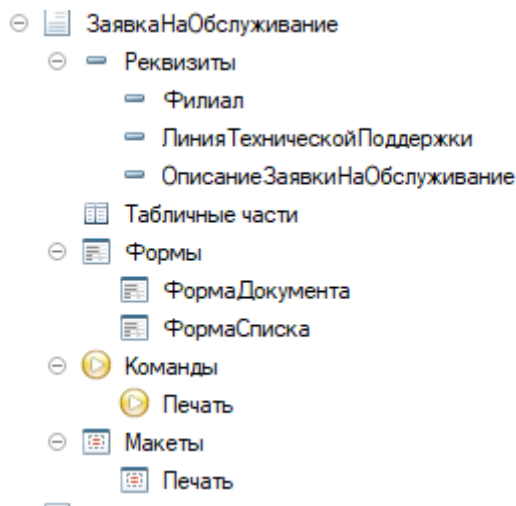 ЗаявкаНаОбслуживание
Реквизиты
Филиал
ЛинияТехническойПоддержки
ОписаниеЗаявкиНаОбслуживание
Табличные части
Формы
ФормаДокумента
ФормаСписка
Команды
Печать
Макеты
Печать